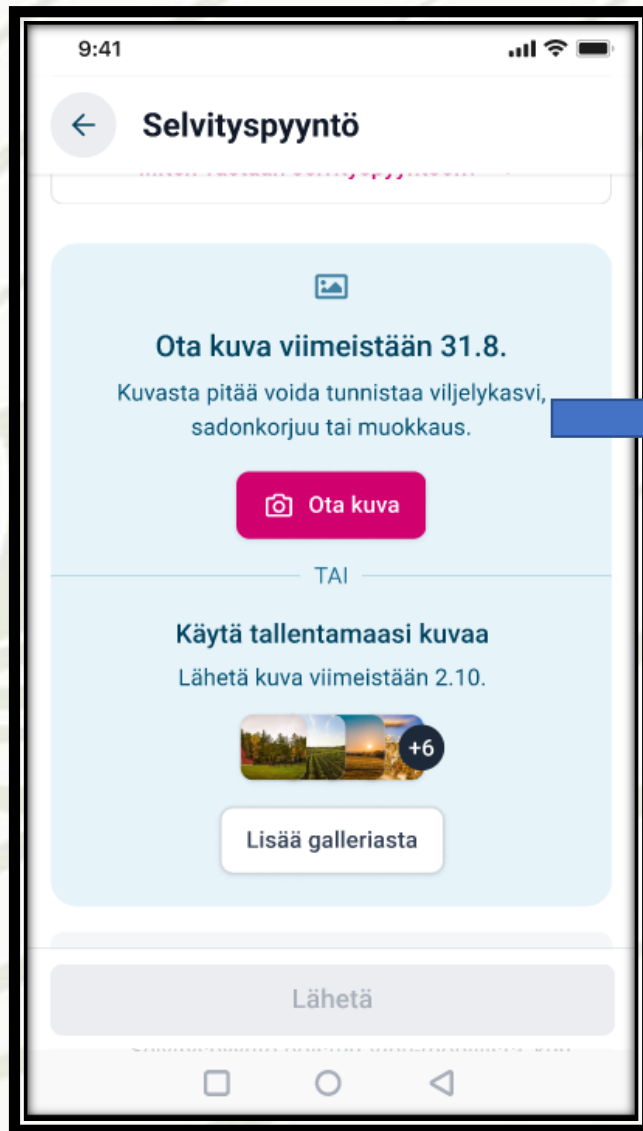 9:41
Selvityspyyntö
Ota kuva viimeistään 31.8.
Kuvasta pitää voida tunnistaa viljelykasvi,
sadonkorjuu tai muokkaus.
Ota kuva
TAI
Käytä tallentamaasi kuvaa
Lähetä kuva viimeistään 2.10.
+6
Lisää galleriasta
Lähetä